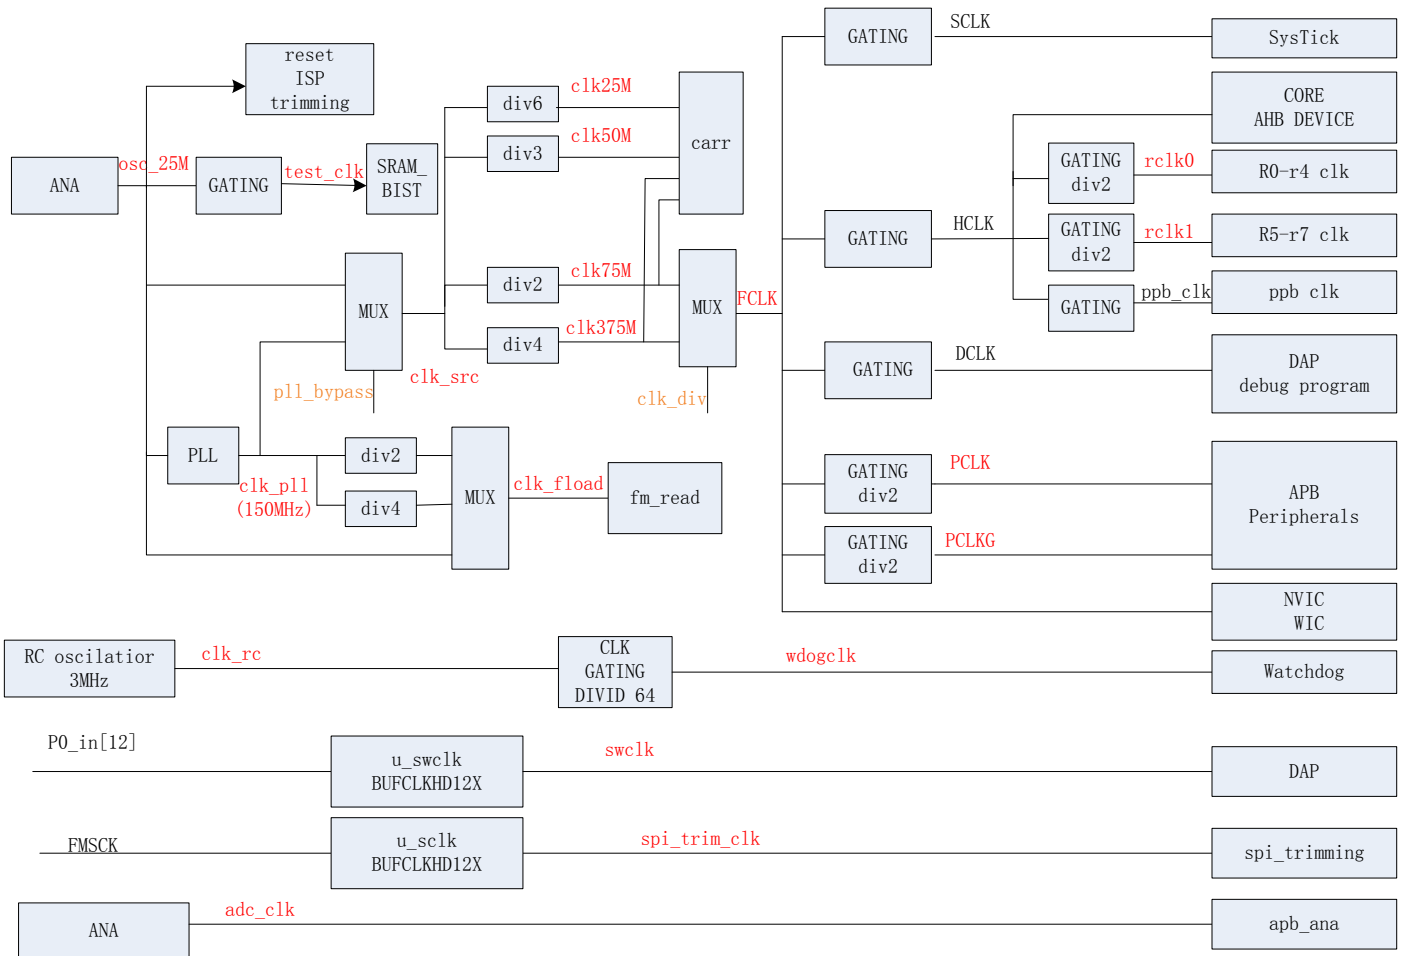 GATING
SCLK
SysTick
reset
ISP
trimming
div6
clk25M
carr
CORE
AHB DEVICE
div3
clk50M
ANA
osc_25M
GATING
test_clk
SRAM_
BIST
GATING
div2
rclk0
R0-r4 clk
GATING
HCLK
GATING
div2
rclk1
R5-r7 clk
MUX
div2
clk75M
MUX
FCLK
GATING
ppb_clk
ppb clk
div4
clk375M
clk_src
pll_bypass
clk_div
GATING
DCLK
DAP
debug program
PLL
clk_pll
(150MHz)
div2
div4
MUX
clk_fload
fm_read
GATING
div2
PCLK
APB
Peripherals
GATING
div2
PCLKG
NVIC
WIC
RC oscilatior
3MHz
clk_rc
CLK
GATING
DIVID 64
wdogclk
Watchdog
P0_in[12]
u_swclk
BUFCLKHD12X
swclk
DAP
FMSCK
u_sclk
BUFCLKHD12X
spi_trim_clk
spi_trimming
ANA
adc_clk
apb_ana